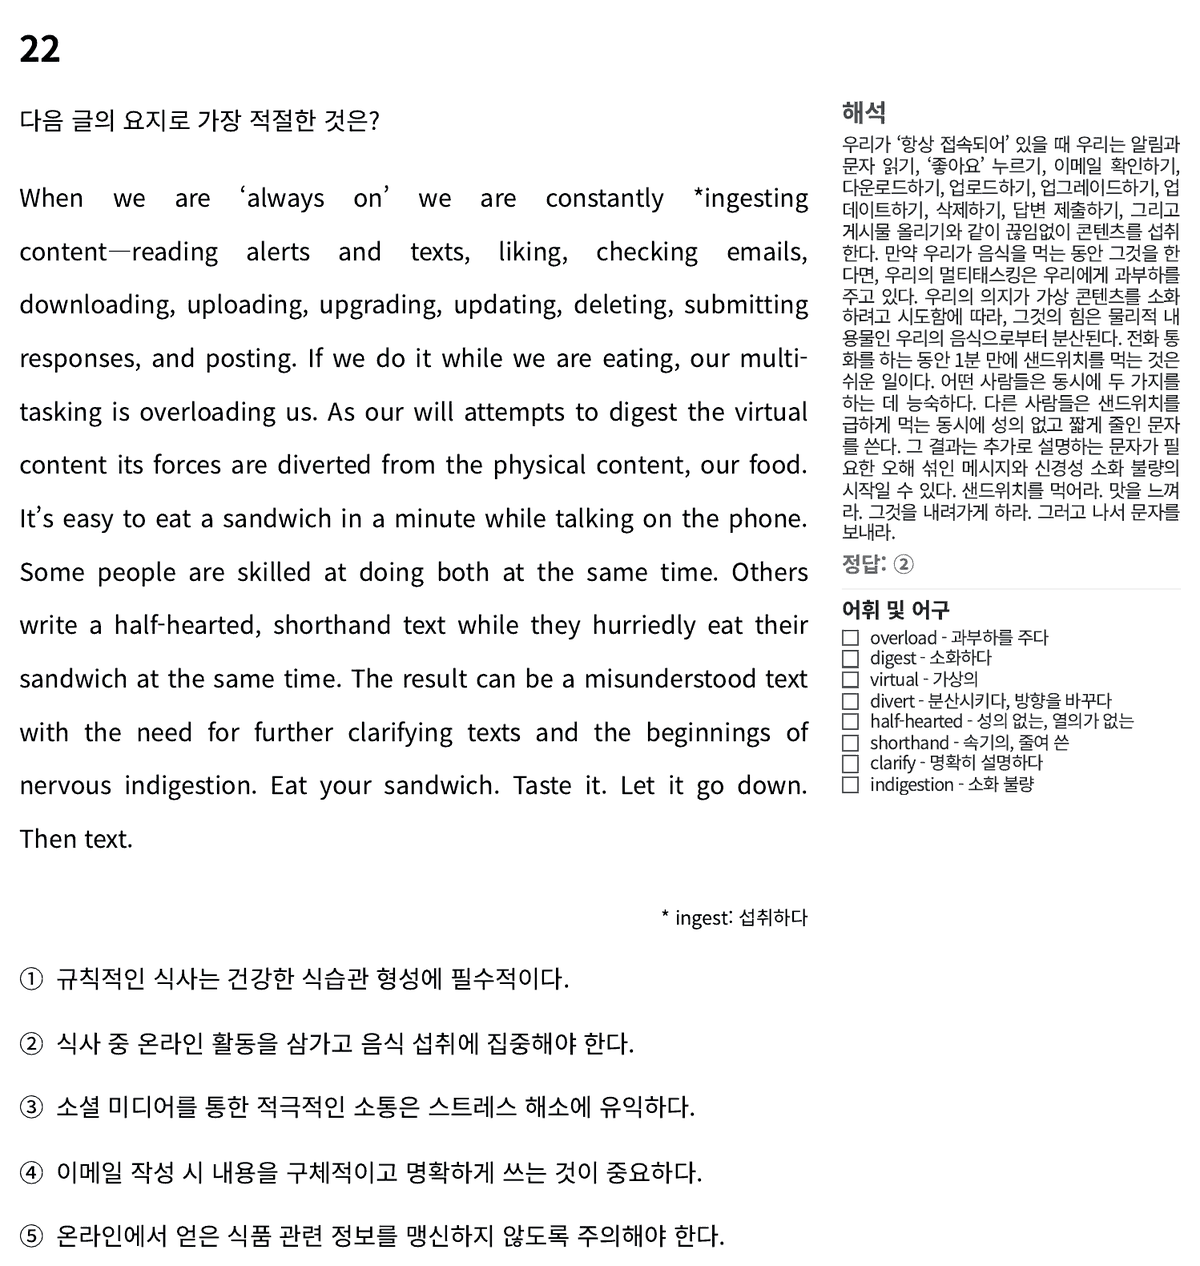 22
다음 글의 요지로 가장 적절한 것은?
When we are ‘always on’ we are constantly *ingesting
content—reading alerts and texts, liking, checking emails,
downloading, uploading, upgrading, updating, deleting, submitting
responses, and posting. If we do it while we are eating, our multi-
tasking is overloading us. As our will attempts to digest the virtual
content its forces are diverted from the physical content, our food.
It’s easy to eat a sandwich in a minute while talking on the phone.
Some people are skilled at doing both at the same time. Others
write a half-hearted, shorthand text while they hurriedly eat their
sandwich at the same time. The result can be a misunderstood text
with the need for further clarifying texts and the beginnings of
nervous indigestion. Eat your sandwich. Taste it. Let it go down.
Then text.
* ingest: 섭취하다
① 규칙적인 식사는 건강한 식습관 형성에 필수적이다.
② 식사 중 온라인 활동을 삼가고 음식 섭취에 집중해야 한다.
③ 소셜 미디어를 통한 적극적인 소통은 스트레스 해소에 유익하다.
④ 이메일 작성 시 내용을 구체적이고 명확하게 쓰는 것이 중요하다.
⑤ 온라인에서 얻은 식품 관련 정보를 맹신하지 않도록 주의해야 한다.
해석
우리가 ‘항상 접속되어’ 있을 때 우리는 알림과
문자 읽기, ‘좋아요’ 누르기, 이메일 확인하기,
다운로드하기, 업로드하기, 업그레이드하기, 업
데이트하기, 삭제하기, 답변 제출하기, 그리고
게시물 올리기와 같이 끊임없이 콘텐츠를 섭취
한다. 만약 우리가 음식을 먹는 동안 그것을 한
다면, 우리의 멀티태스킹은 우리에게 과부하를
주고 있다. 우리의 의지가 가상 콘텐츠를 소화
하려고 시도함에 따라, 그것의 힘은 물리적 내
용물인 우리의 음식으로부터 분산된다. 전화 통
화를 하는 동안 1분 만에 샌드위치를 먹는 것은
쉬운 일이다. 어떤 사람들은 동시에 두 가지를
하는 데 능숙하다. 다른 사람들은 샌드위치를
급하게 먹는 동시에 성의 없고 짧게 줄인 문자
를 쓴다. 그 결과는 추가로 설명하는 문자가 필
요한 오해 섞인 메시지와 신경성 소화 불량의
시작일 수 있다. 샌드위치를 먹어라. 맛을 느껴
라. 그것을 내려가게 하라. 그러고 나서 문자를
보내라.
정답: ②
어휘 및 어구
□ overload - 과부하를 주다
□ digest - 소화하다
□ virtual - 가상의
□ divert - 분산시키다, 방향을 바꾸다
□ half-hearted - 성의 없는, 열의가 없는
□ shorthand - 속기의, 줄여 쓴
□ clarify - 명확히 설명하다
□ indigestion - 소화 불량